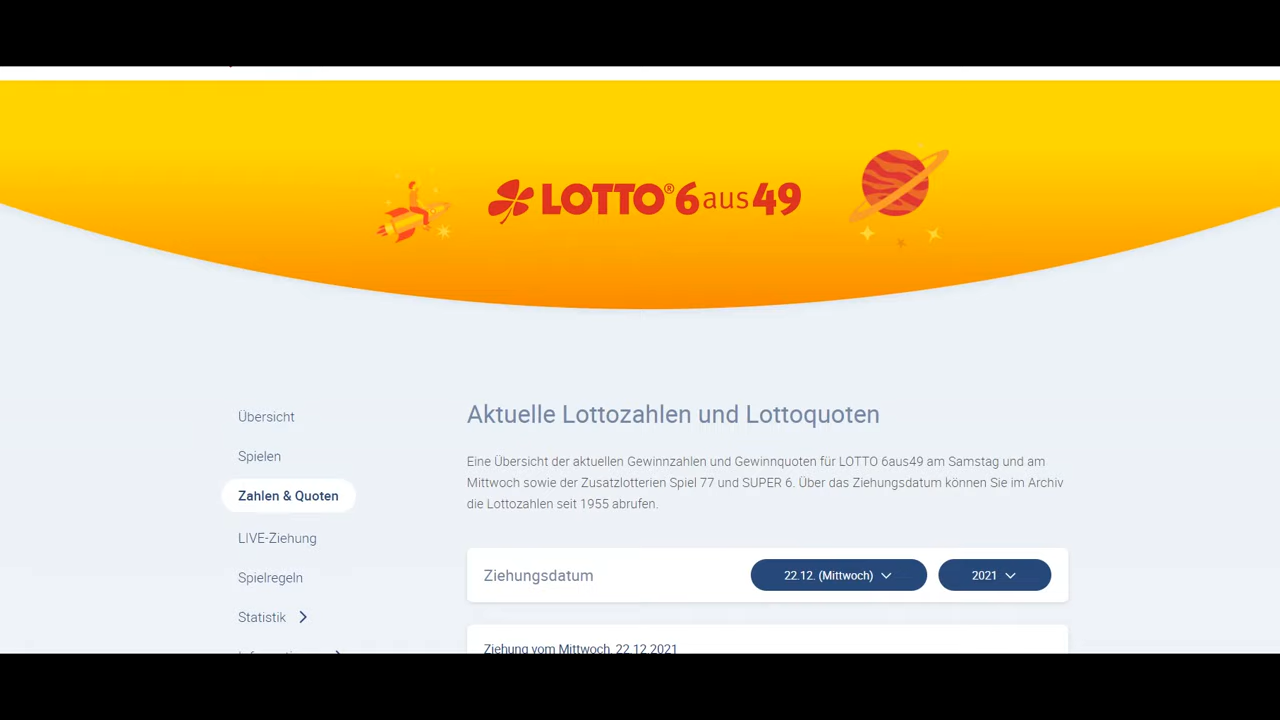 LOTTO® 6 aus 49
Übersicht
Spielen
Zahlen & Quoten
LIVE-Ziehung
Spielregeln
Statistik
Aktuelle Lottozahlen und Lottoquoten
Eine Übersicht der aktuellen Gewinnzahlen und Gewinnquoten für LOTTO 6aus49 am Samstag und am
Mittwoch sowie der Zusatzlotterien Spiel 77 und SUPER 6. Über das Ziehungsdatum können Sie im Archiv
die Lottozahlen seit 1955 abrufen.
Ziehungsdatum
22.12. (Mittwoch)
2021
Ziehung vom Mittwoch, 22.12.2021